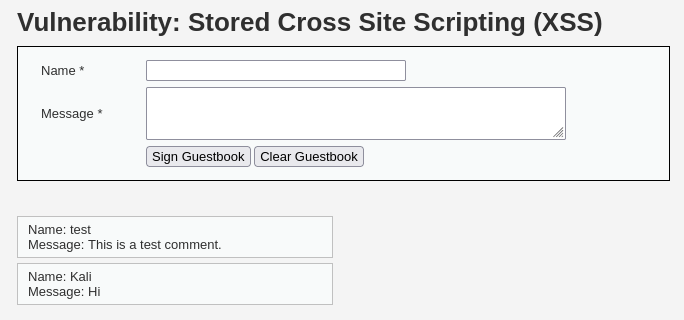 Vulnerability: Stored Cross Site Scripting (XSS)
Name *
Message *
Sign Guestbook Clear Guestbook
Name: test
Message: This is a test comment.
Name: Kali
Message: Hi